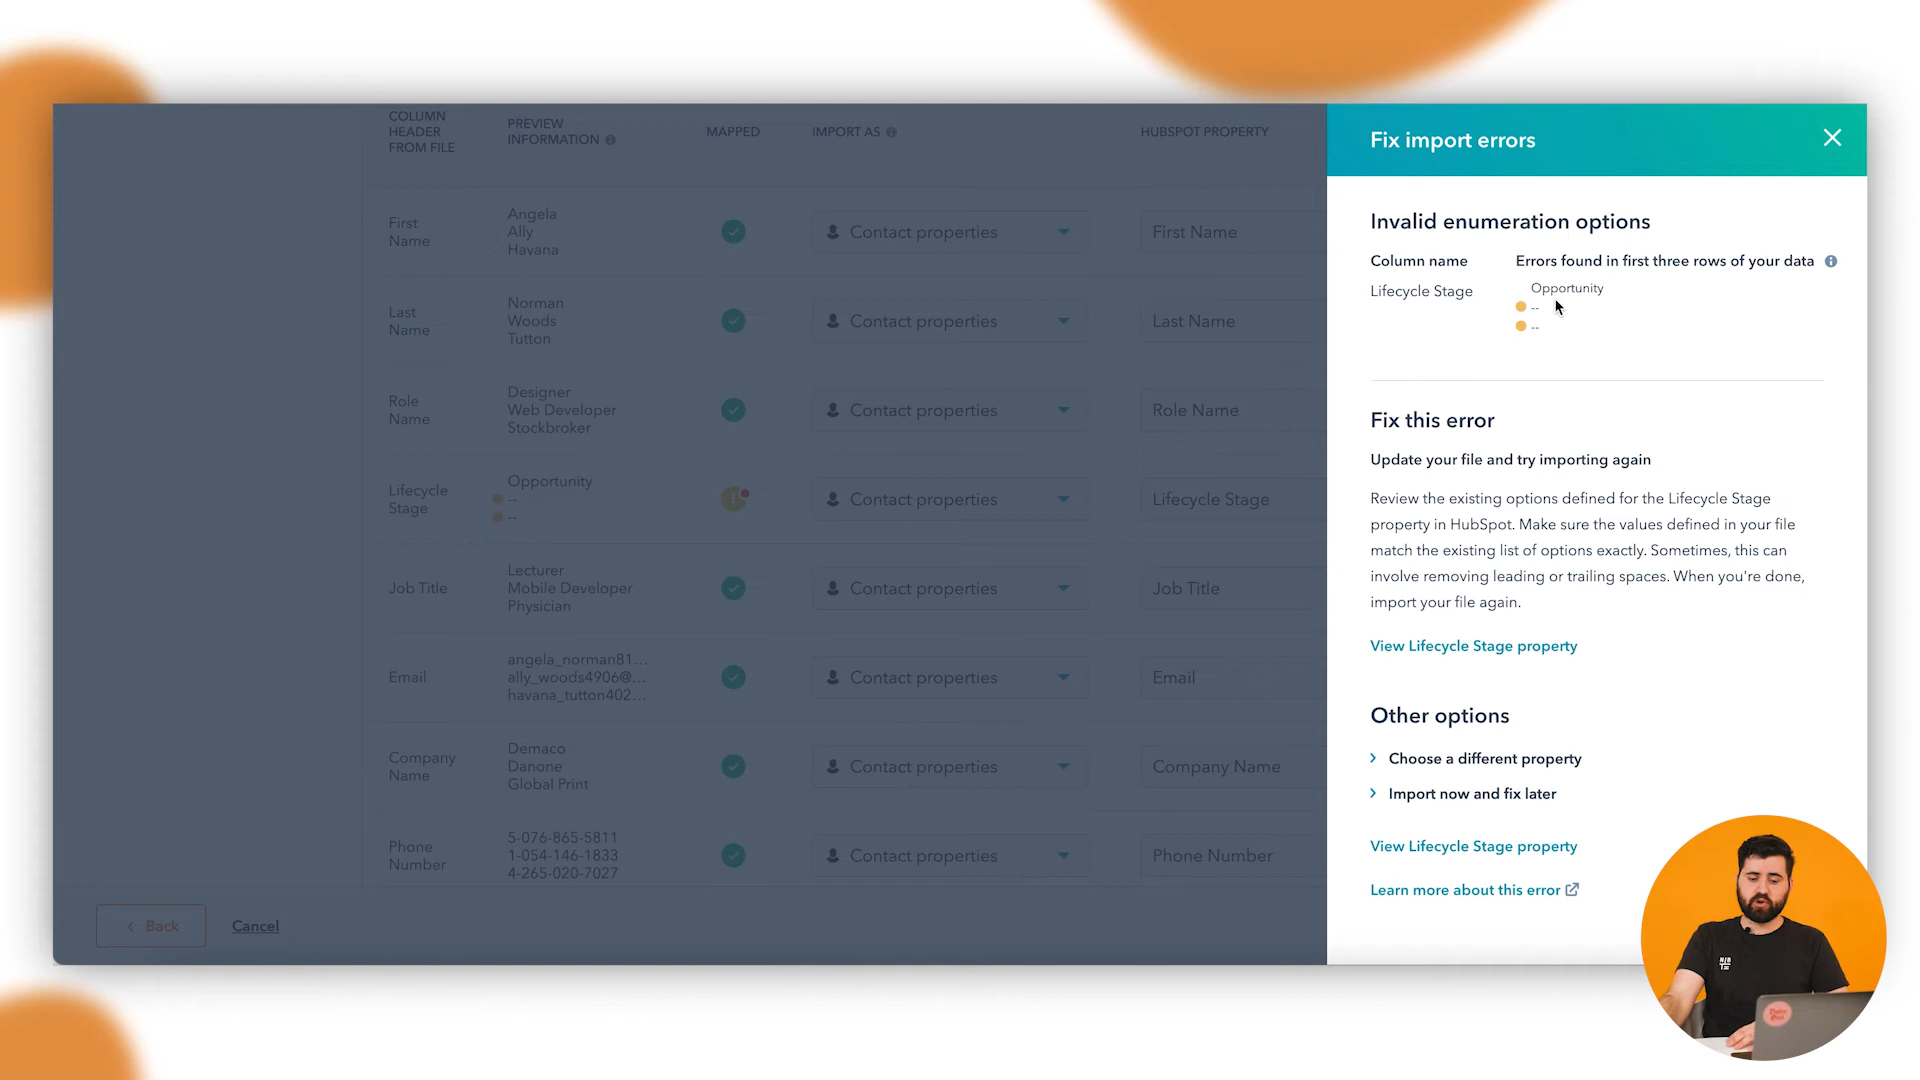 COLUMN
HEADER
FROM FILE
PREVIEW
INFORMATION
MAPPED
IMPORT AS
HUBSPOT PROPERTY
First
Name
Angela
Ally
Havana
Contact properties
First Name
Last
Name
Norman
Woods
Tutton
Contact properties
Last Name
Role
Name
Designer
Web Developer
Stockbroker
Contact properties
Role Name
Lifecycle
Stage
Opportunity
--
--
Contact properties
Lifecycle Stage
Job Title
Lecturer
Mobile Developer
Physician
Contact properties
Job Title
Email
angela_norman81...
ally_woods4906@...
havana_tutton402...
Contact properties
Email
Company
Name
Demaco
Danone
Global Print
Contact properties
Company Name
Phone
Number
5-076-865-5811
1-054-146-1833
4-265-020-7027
Contact properties
Phone Number
Back
Cancel
Fix import errors
Invalid enumeration options
Column name
Errors found in first three rows of your data
Lifecycle Stage
Opportunity
--
--
Fix this error
Update your file and try importing again
Review the existing options defined for the Lifecycle Stage
property in HubSpot. Make sure the values defined in your file
match the existing list of options exactly. Sometimes, this can
involve removing leading or trailing spaces. When you're done,
import your file again.
View Lifecycle Stage property
Other options
Choose a different property
Import now and fix later
View Lifecycle Stage property
Learn more about this error